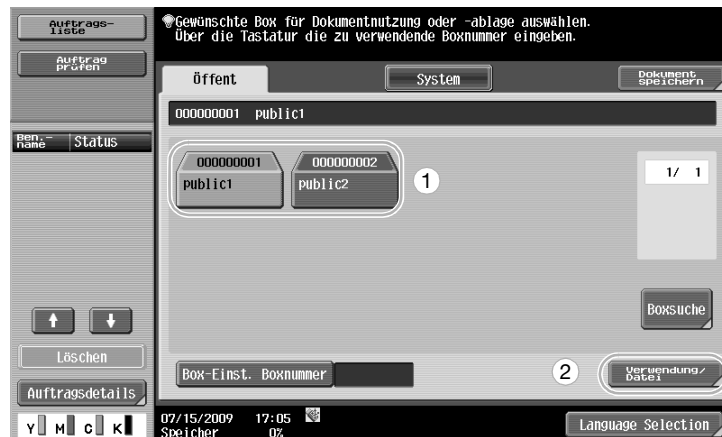 Auftrags-
liste
Auftrag
prüfen
Ben.-
name
Status
Löschen
Auftragsdetails
Y M C K
Gewünschte Box für Dokumentnutzung oder -ablage auswählen.
Über die Tastatur die zu verwendende Boxnummer eingeben.
Öffent
System
Dokument
speichern
000000001 public1
000000001
public1
000000002
public2
1
1/ 1
Boxsuche
Box-Einst. Boxnummer
2
Verwendung/
Datei
07/15/2009 17:05
Speicher 0%
Language Selection